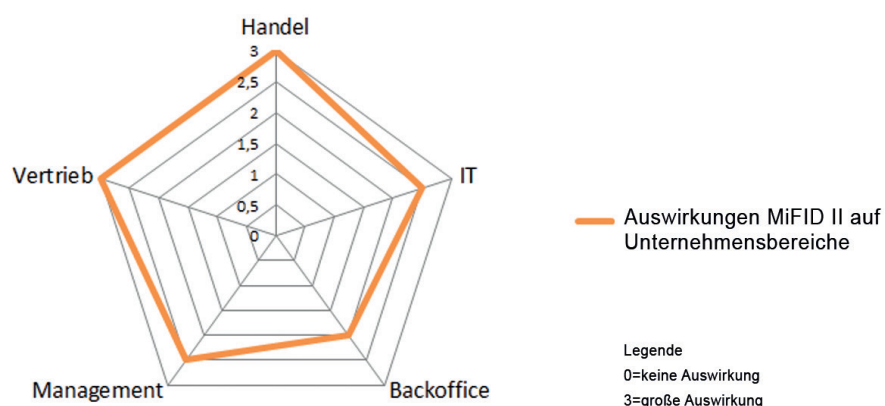 Handel
3
2,5
2
1,5
1
0,5
0
Vertrieb
IT
Management
Backoffice
Auswirkungen MiFID II auf
Unternehmensbereiche
Legende
0=keine Auswirkung
3=große Auswirkung